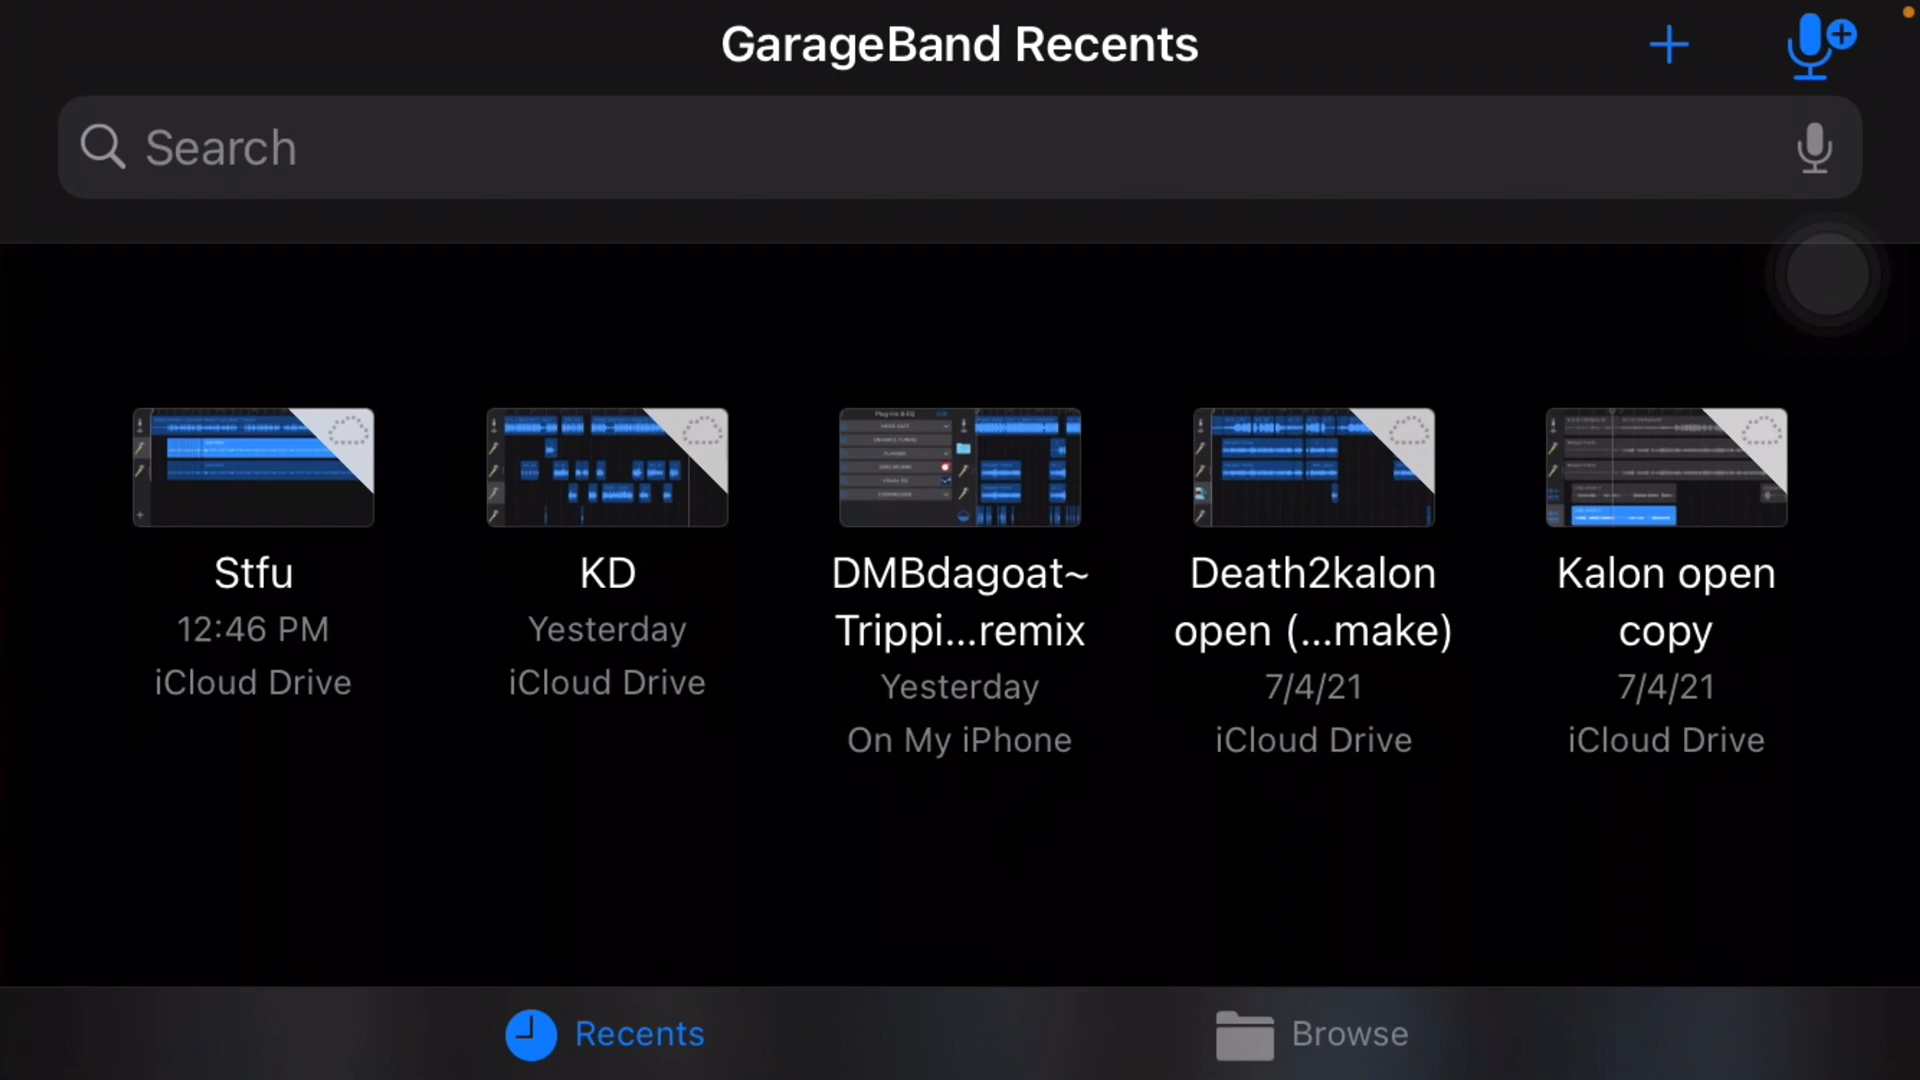 GarageBand Recents
Search
Stfu
12:46 PM
iCloud Drive
KD
Yesterday
iCloud Drive
DMBdagoat~
Trippi...remix
Yesterday
On My iPhone
Death2kalon
open (...make)
7/4/21
iCloud Drive
Kalon open
copy
7/4/21
iCloud Drive
Recents
Browse